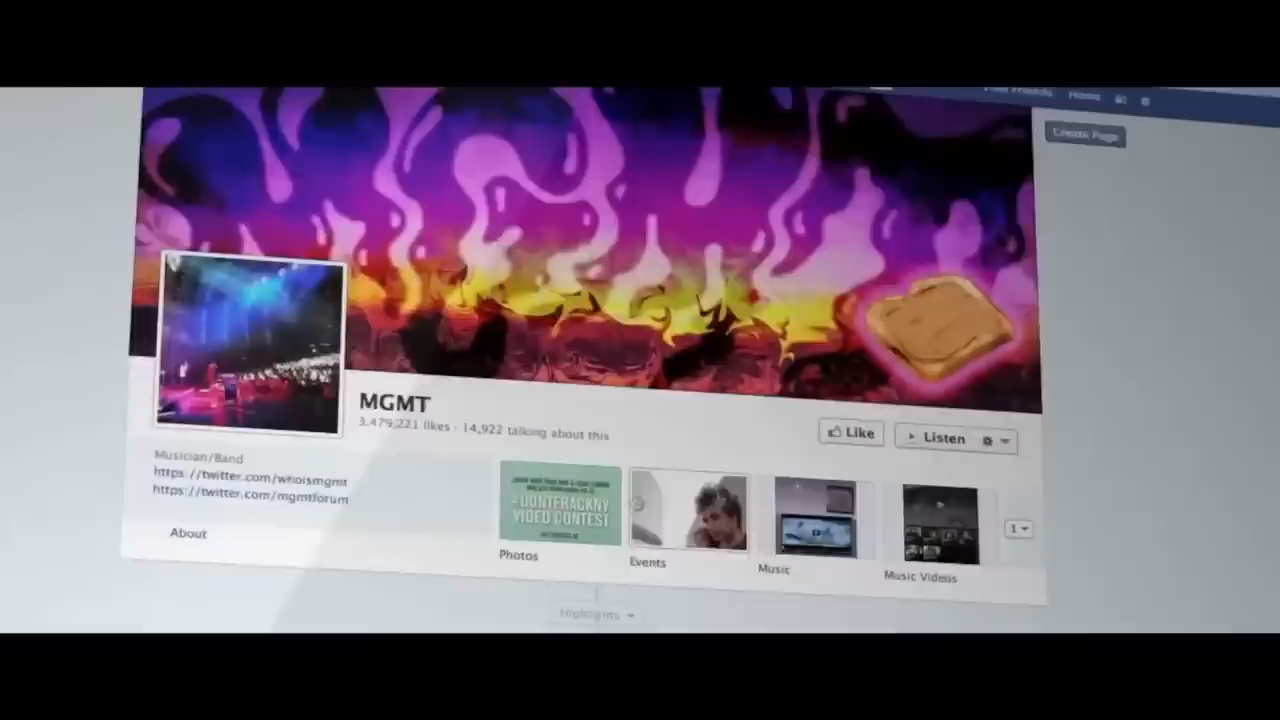 Home
Create Page
MGMT
3,479,221 likes · 14,922 talking about this
Like
Listen
Musician/Band
https://twitter.com/whoismgmt
https://twitter.com/mgmtforum
About
#DONTFRACKNY
VIDEO CONTEST
Photos
Events
Music
Music Videos
1
Highlights